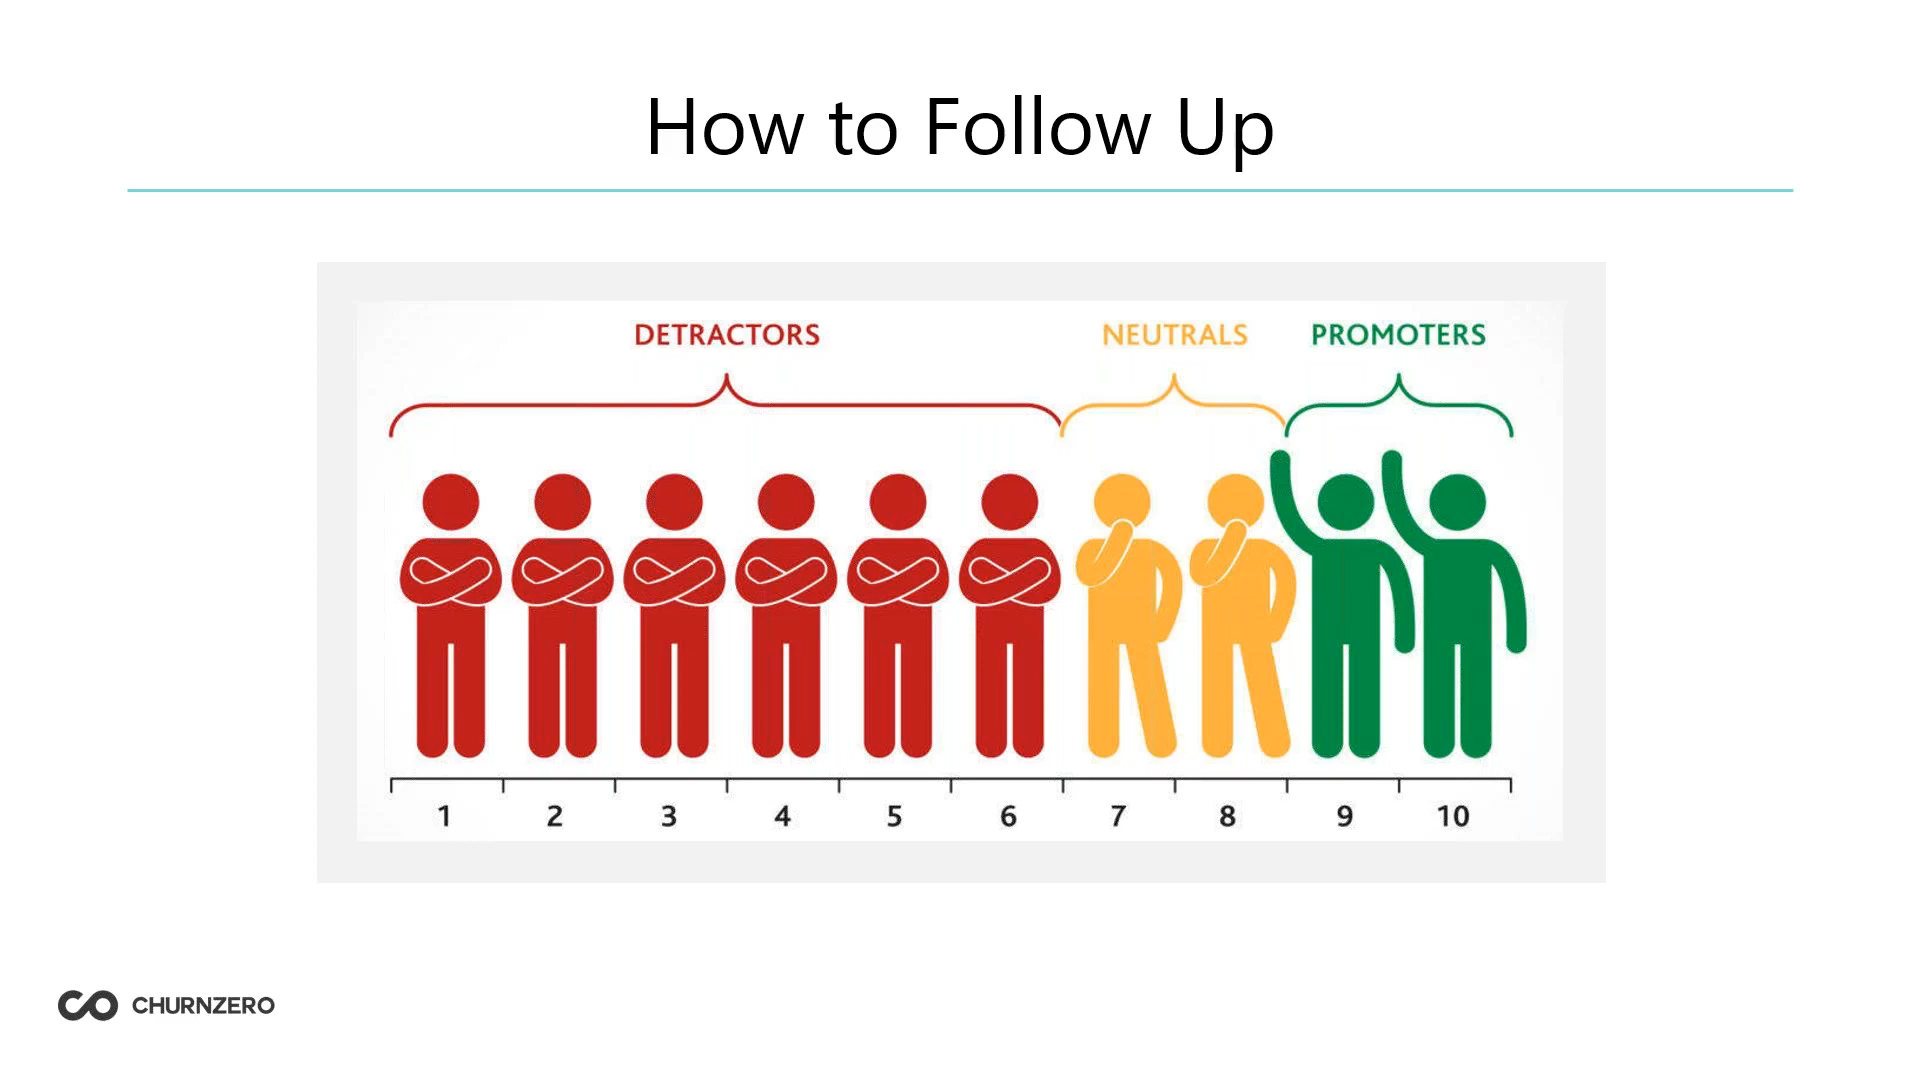 How to Follow Up
DETRACTORS NEUTRALS PROMOTERS
1 2 3 4 5 6 7 8 9 10
CHURNZERO